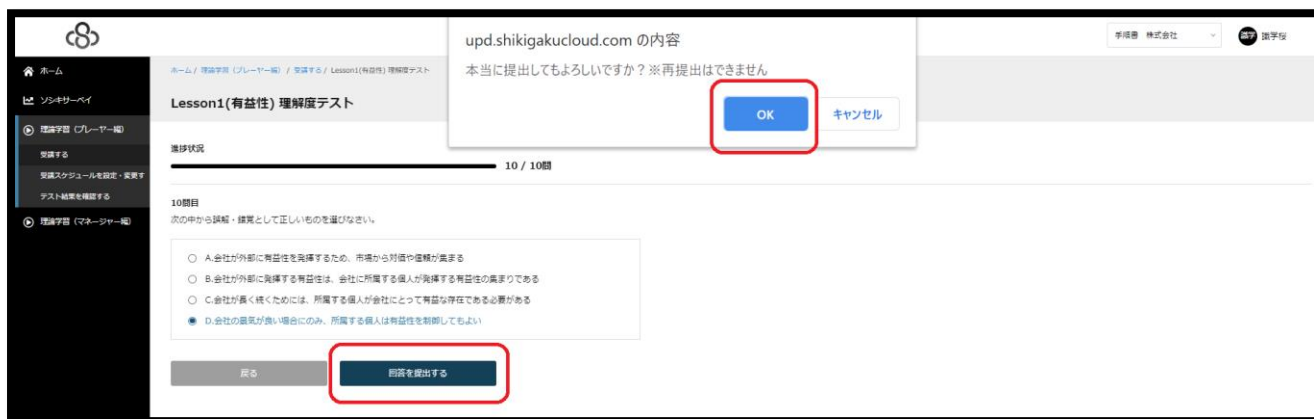 upd.shikigakucloud.com の内容
本当に提出してもよろしいですか？※再提出はできません
OK
キャンセル
手順書 株式会社
識学
識学桜
ホーム
ソシキサーベイ
理論学習 (プレーヤー編)
受講する
受講スケジュールを設定・変更す
テスト結果を確認する
理論学習 (マネージャー編)
ホーム / 理論学習 (プレーヤー編) / 受講する / Lesson1(有益性) 理解度テスト
Lesson1(有益性) 理解度テスト
進捗状況
10 / 10問
10問目
次の中から誤解・錯覚として正しいものを選びなさい。
A.会社が外部に有益性を発揮するため、市場から対価や信頼が集まる
B.会社が外部に発揮する有益性は、会社に所属する個人が発揮する有益性の集まりである
C.会社が長く続くためには、所属する個人が会社にとって有益な存在である必要がある
D.会社の景気が良い場合にのみ、所属する個人は有益性を制御してもよい
戻る
回答を提出する